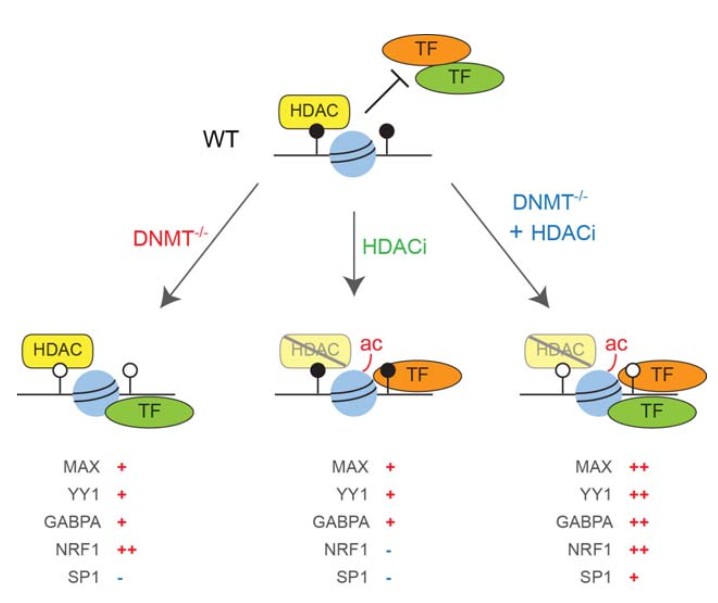 TF
TF
HDAC
WT
DNMT-/-
HDACi
DNMT-/-
+ HDACi
HDAC
TF
HDAC
ac
TF
HDAC
ac
TF
TF
MAX +
YY1 +
GABPA +
NRF1 ++
SP1 -
MAX +
YY1 +
GABPA +
NRF1 -
SP1 -
MAX ++
YY1 ++
GABPA ++
NRF1 ++
SP1 +